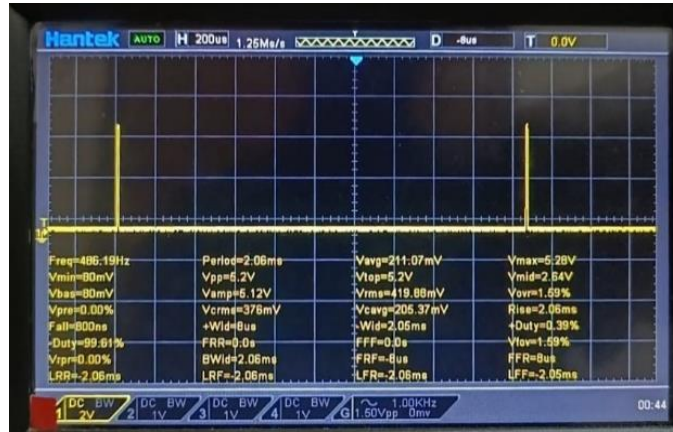 Hantek AUTO H 200us 1.25Ms/s D -8us T 0.0V
Freq=486.19Hz Period=2.06ms Vavg=211.07mV Vmax=5.28V
Vmin=80mV Vpp=5.2V Vtop=5.2V Vmid=2.64V
Vbas=80mV Vamp=5.12V Vrms=419.88mV Vovr=1.59%
Vpre=0.00% Vcrms=376mV Vcavg=205.37mV Rise=2.06ms
Fall=800ns +Wid=8us -Wid=2.05ms +Duty=0.39%
-Duty=99.61% FRR=0.0s FFF=0.0s Vfov=1.59%
Vrpr=0.00% BWid=2.06ms FRF=-8us FFR=8us
LRR=-2.06ms LRF=-2.06ms LFR=-2.06ms LFF=-2.05ms
1 DC BW 2V 2 DC BW 1V 3 DC BW 1V 4 DC BW 1V G 1.00KHz 1.50Vpp 0mv 00:44